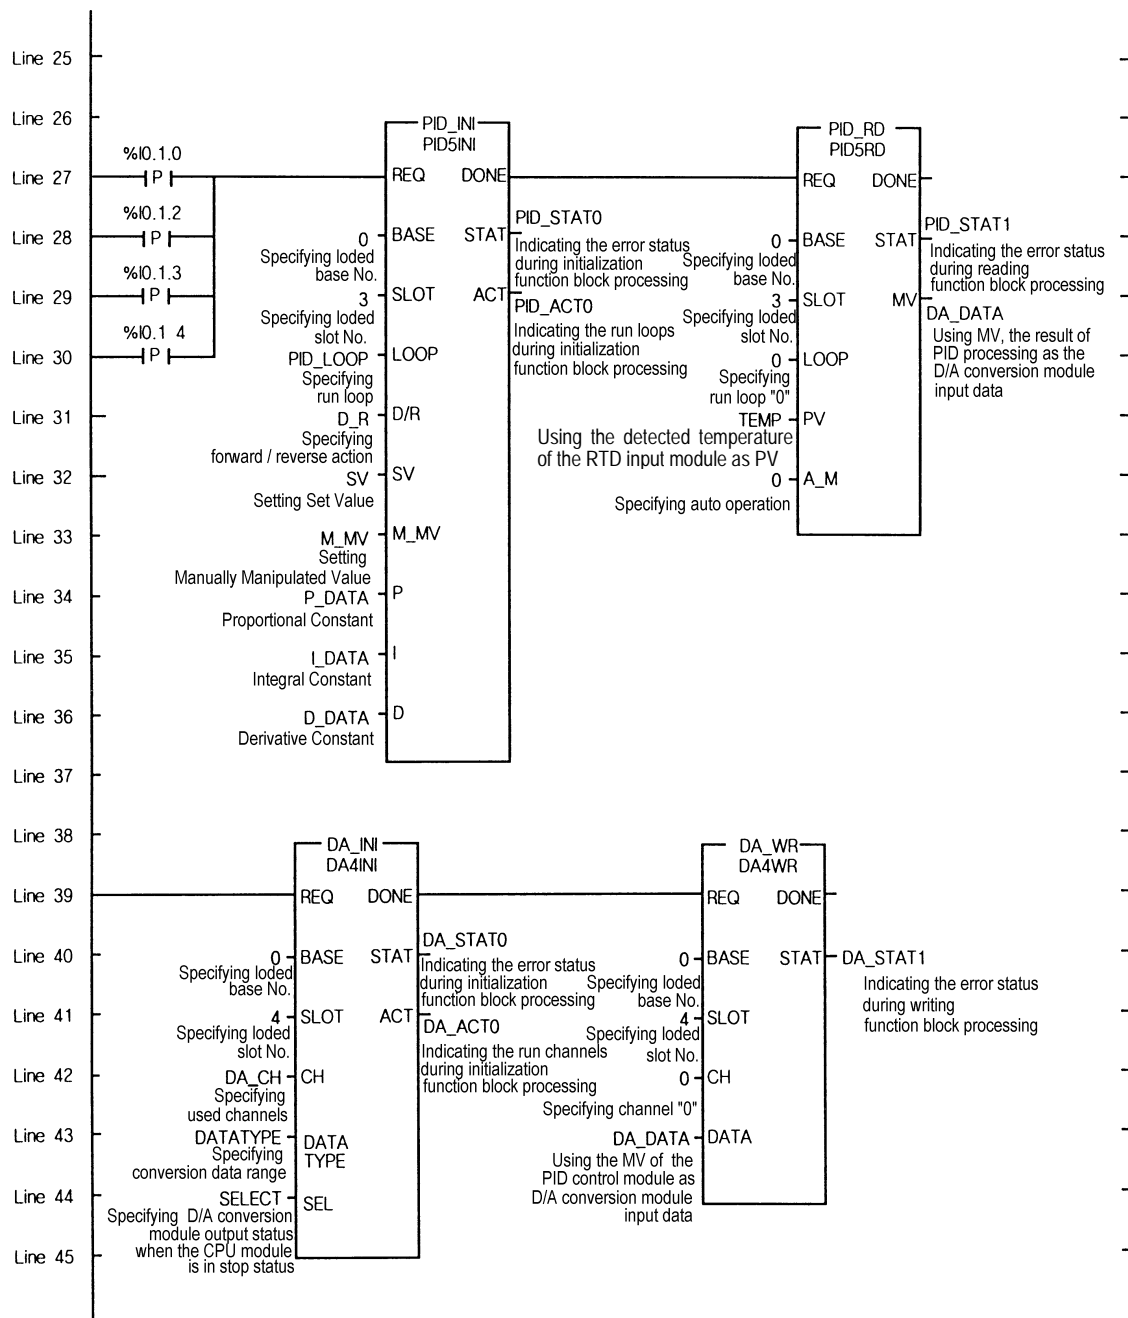 Line 25
Line 26
PID_INI
PID5INI
PID_RD
PID5RD
%I0.1.0
Line 27
P
REQ DONE
REQ DONE
%I0.1.2
Line 28
P
0
BASE STAT
PID_STAT0
Specifying loded
base No.
Indicating the error status
during initialization
function block processing
0
BASE STAT
PID_STAT1
Specifying loded
base No.
Indicating the error status
during reading
function block processing
%I0.1.3
Line 29
P
3
SLOT ACT
PID_ACT0
Specifying loded
slot No.
Indicating the run loops
during initialization
function block processing
3
SLOT MV
DA_DATA
Specifying loded
slot No.
Using MV, the result of
PID processing as the
D/A conversion module
input data
%I0.1 4
Line 30
P
PID_LOOP
LOOP
Specifying
run loop
0
LOOP
Specifying
run loop "0"
Line 31
D_R
D/R
Specifying
forward / reverse action
TEMP
PV
Using the detected temperature
of the RTD input module as PV
Line 32
SV
SV
Setting Set Value
0
A_M
Specifying auto operation
Line 33
M_MV
M_MV
Setting
Manually Manipulated Value
Line 34
P_DATA
P
Proportional Constant
Line 35
I_DATA
I
Integral Constant
Line 36
D_DATA
D
Derivative Constant
Line 37
Line 38
DA_INI
DA4INI
DA_WR
DA4WR
Line 39
REQ DONE
REQ DONE
Line 40
0
BASE STAT
DA_STAT0
Specifying loded
base No.
Indicating the error status
during initialization
function block processing
0
BASE STAT
DA_STAT1
Specifying loded
base No.
Indicating the error status
during writing
function block processing
Line 41
4
SLOT ACT
DA_ACT0
Specifying loded
slot No.
Indicating the run channels
during initialization
function block processing
4
SLOT
Specifying loded
slot No.
Line 42
DA_CH
CH
Specifying
used channels
0
CH
Specifying channel "0"
Line 43
DATATYPE
DATA
TYPE
Specifying
conversion data range
DA_DATA
DATA
Using the MV of the
PID control module as
D/A conversion module
input data
Line 44
SELECT
SEL
Specifying D/A conversion
module output status
when the CPU module
is in stop status
Line 45